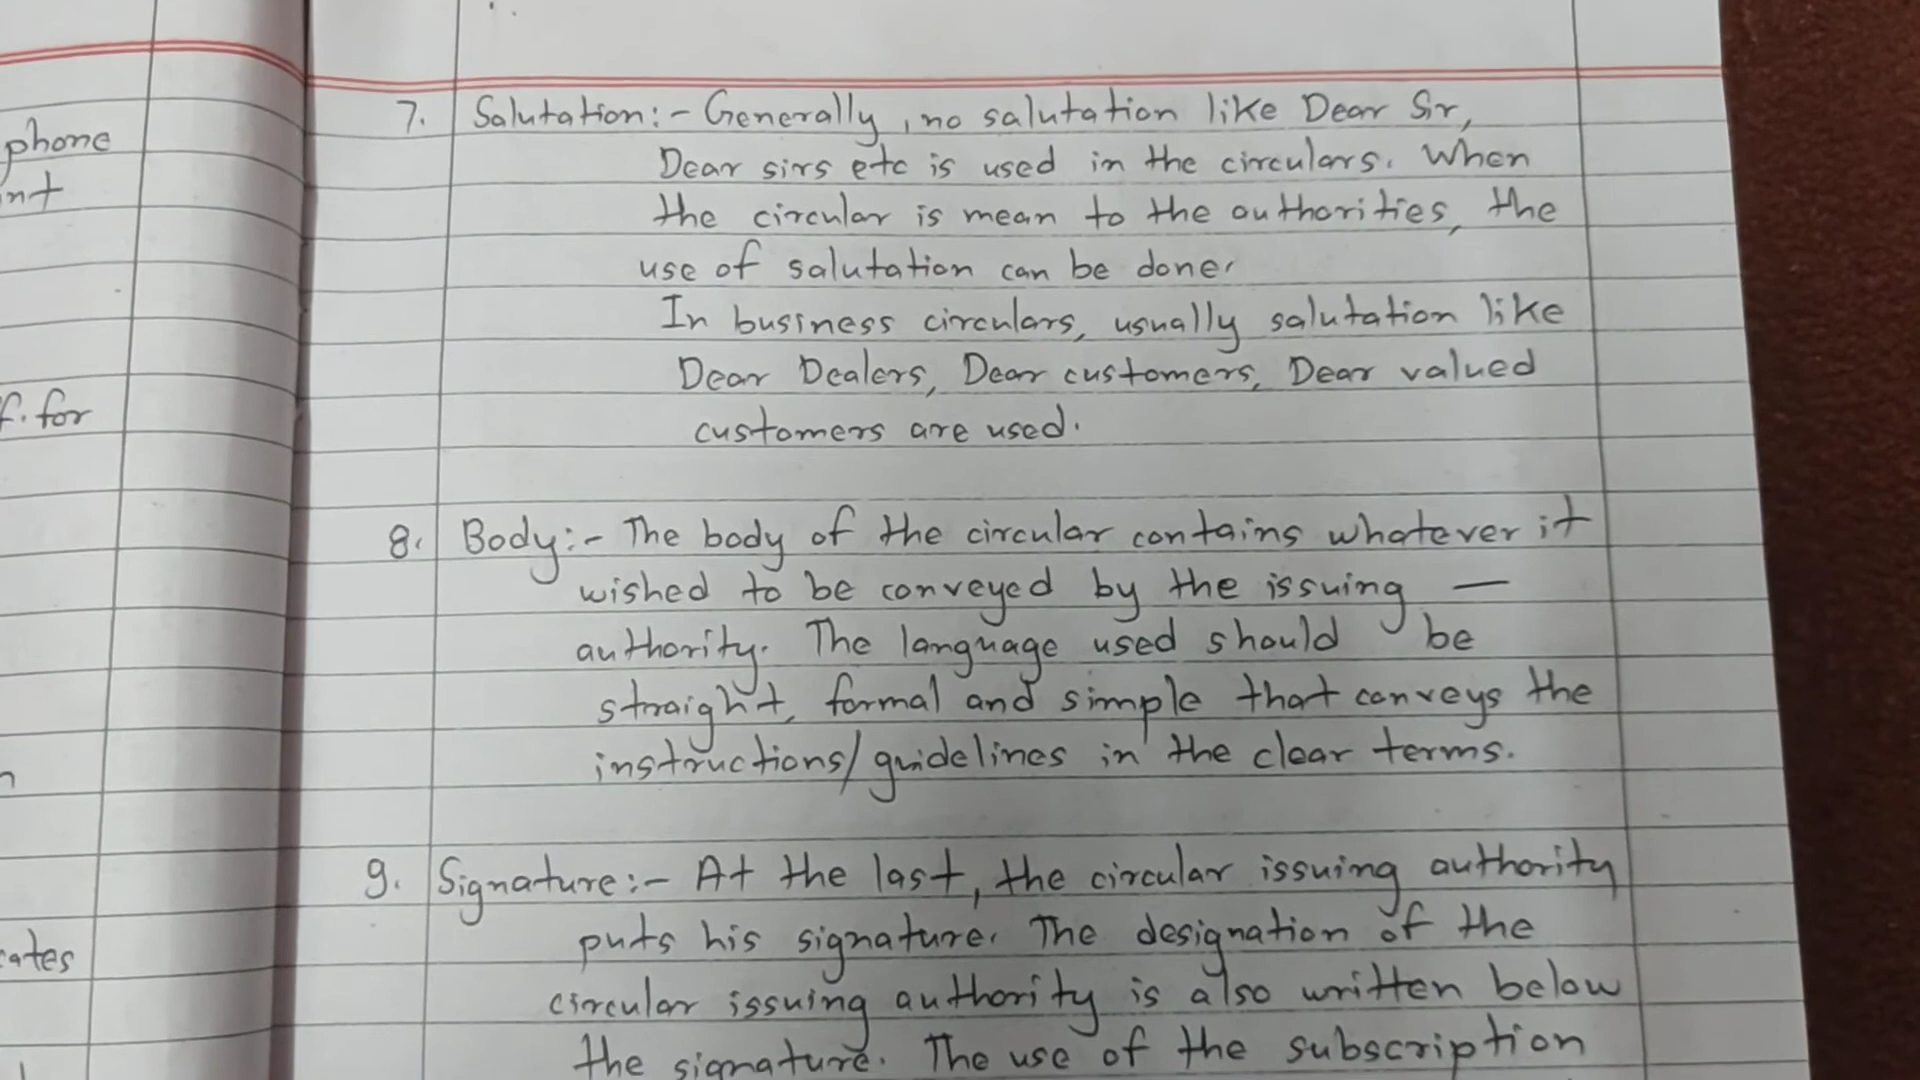 phone
nt
f. for
ates
7. Salutation:- Generally, no salutation like Dear Sir,
Dear sirs etc is used in the circulars. When
the circular is mean to the authorities, the
use of salutation can be done.
In business circulars, usually salutation like
Dear Dealers, Dear customers, Dear valued
customers are used.
8. Body:- The body of the circular contains whatever it
wished to be conveyed by the issuing —
authority. The language used should be
straight, formal and simple that conveys the
instructions/guidelines in the clear terms.
9. Signature:- At the last, the circular issuing authority
puts his signature. The designation of the
circular issuing authority is also written below
the signature. The use of the subscription